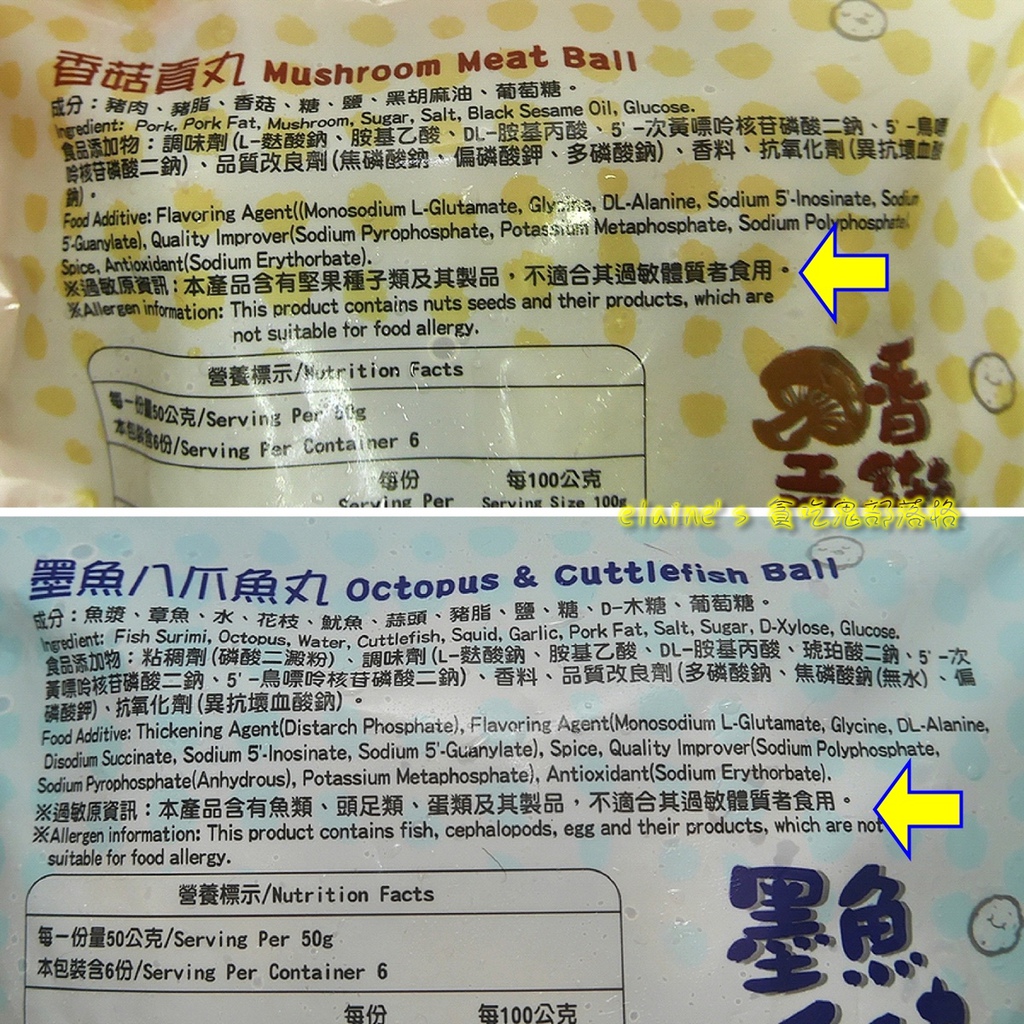 香菇貢丸 Mushroom Meat Ball
成分：豬肉、豬脂、香菇、糖、鹽、黑胡麻油、葡萄糖。
Ingredient: Pork, Pork Fat, Mushroom, Sugar, Salt, Black Sesame Oil, Glucose.
食品添加物：調味劑(L-麩酸鈉、胺基乙酸、DL-胺基丙酸、5'-次黃嘌呤核苷磷酸二鈉、5'-鳥嘌
呤核苷磷酸二鈉)、品質改良劑(焦磷酸鈉、偏磷酸鉀、多磷酸鈉)、香料、抗氧化劑(異抗壞血酸
鈉)。
Food Additive: Flavoring Agent((Monosodium L-Glutamate, Glycine, DL-Alanine, Sodium 5'-Inosinate, Sodium
5'-Guanylate), Quality Improver(Sodium Pyrophosphate, Potassium Metaphosphate, Sodium Polyphosphate),
Spice, Antioxidant(Sodium Erythorbate).
※過敏原資訊：本產品含有堅果種子類及其製品，不適合其過敏體質者食用。
※Allergen information: This product contains nuts seeds and their products, which are
not suitable for food allergy.
營養標示/Nutrition Facts
每一份量50公克/Serving Per 50g
本包裝含6份/Serving Per Container 6
每份 每100公克
Serving Per Serving Size 100g
香
elaine's 貪吃鬼部落格
墨魚八爪魚丸 Octopus & Cuttlefish Ball
成分：魚漿、章魚、水、花枝、魷魚、蒜頭、豬脂、鹽、糖、D-木糖、葡萄糖。
Ingredient: Fish Surimi, Octopus, Water, Cuttlefish, Squid, Garlic, Pork Fat, Salt, Sugar, D-Xylose, Glucose.
食品添加物：粘稠劑(磷酸二澱粉)、調味劑(L-麩酸鈉、胺基乙酸、DL-胺基丙酸、琥珀酸二鈉、5'-次
黃嘌呤核苷磷酸二鈉、5'-鳥嘌呤核苷磷酸二鈉)、香料、品質改良劑(多磷酸鈉、焦磷酸鈉(無水)、偏
磷酸鉀)、抗氧化劑(異抗壞血酸鈉)。
Food Additive: Thickening Agent(Distarch Phosphate), Flavoring Agent(Monosodium L-Glutamate, Glycine, DL-Alanine,
Disodium Succinate, Sodium 5'-Inosinate, Sodium 5'-Guanylate), Spice, Quality Improver(Sodium Polyphosphate,
Sodium Pyrophosphate(Anhydrous), Potassium Metaphosphate), Antioxidant(Sodium Erythorbate).
※過敏原資訊：本產品含有魚類、頭足類、蛋類及其製品，不適合其過敏體質者食用。
※Allergen information: This product contains fish, cephalopods, egg and their products, which are not
suitable for food allergy.
營養標示/Nutrition Facts
每一份量50公克/Serving Per 50g
本包裝含6份/Serving Per Container 6
每份 每100公克
墨魚